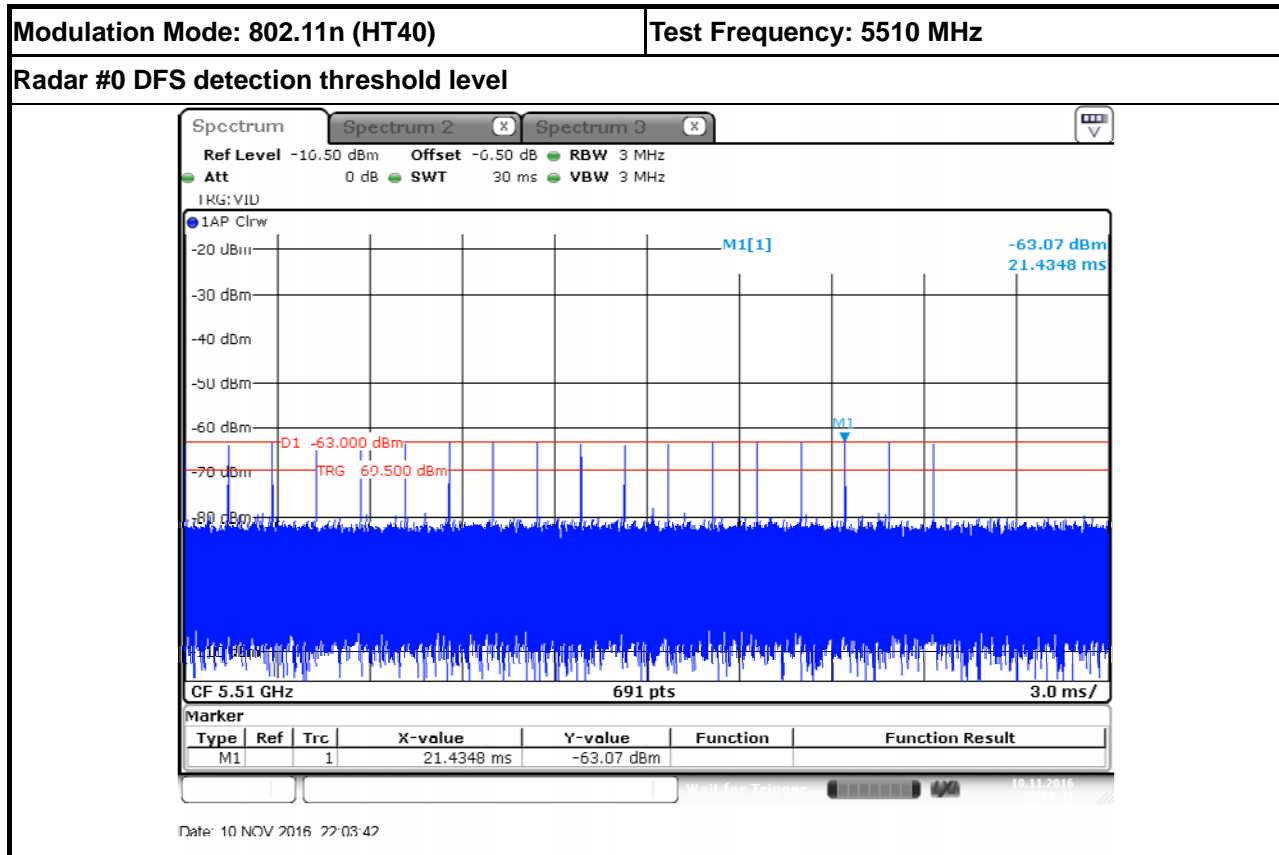 Modulation Mode: 802.11n (HT40) Test Frequency: 5510 MHz
Radar #0 DFS detection threshold level
Spectrum Spectrum 2 X Spectrum 3 X
Ref Level -16.50 dBm Offset -6.50 dB RBW 3 MHz
Att 0 dB SWT 30 ms VBW 3 MHz
TRG:VID
1AP Clrw
M1[1] -63.07 dBm
21.4348 ms
-20 dBm
-30 dBm
-40 dBm
-50 dBm
-60 dBm
M1
D1 -63.000 dBm
-70 dBm
TRG 69.500 dBm
-80 dBm
CF 5.51 GHz 691 pts 3.0 ms/
Marker
Type Ref Trc X-value Y-value Function Function Result
M1 1 21.4348 ms -63.07 dBm
Wait for Trigger 10.11.2016
Date: 10 NOV 2016 22:03:42